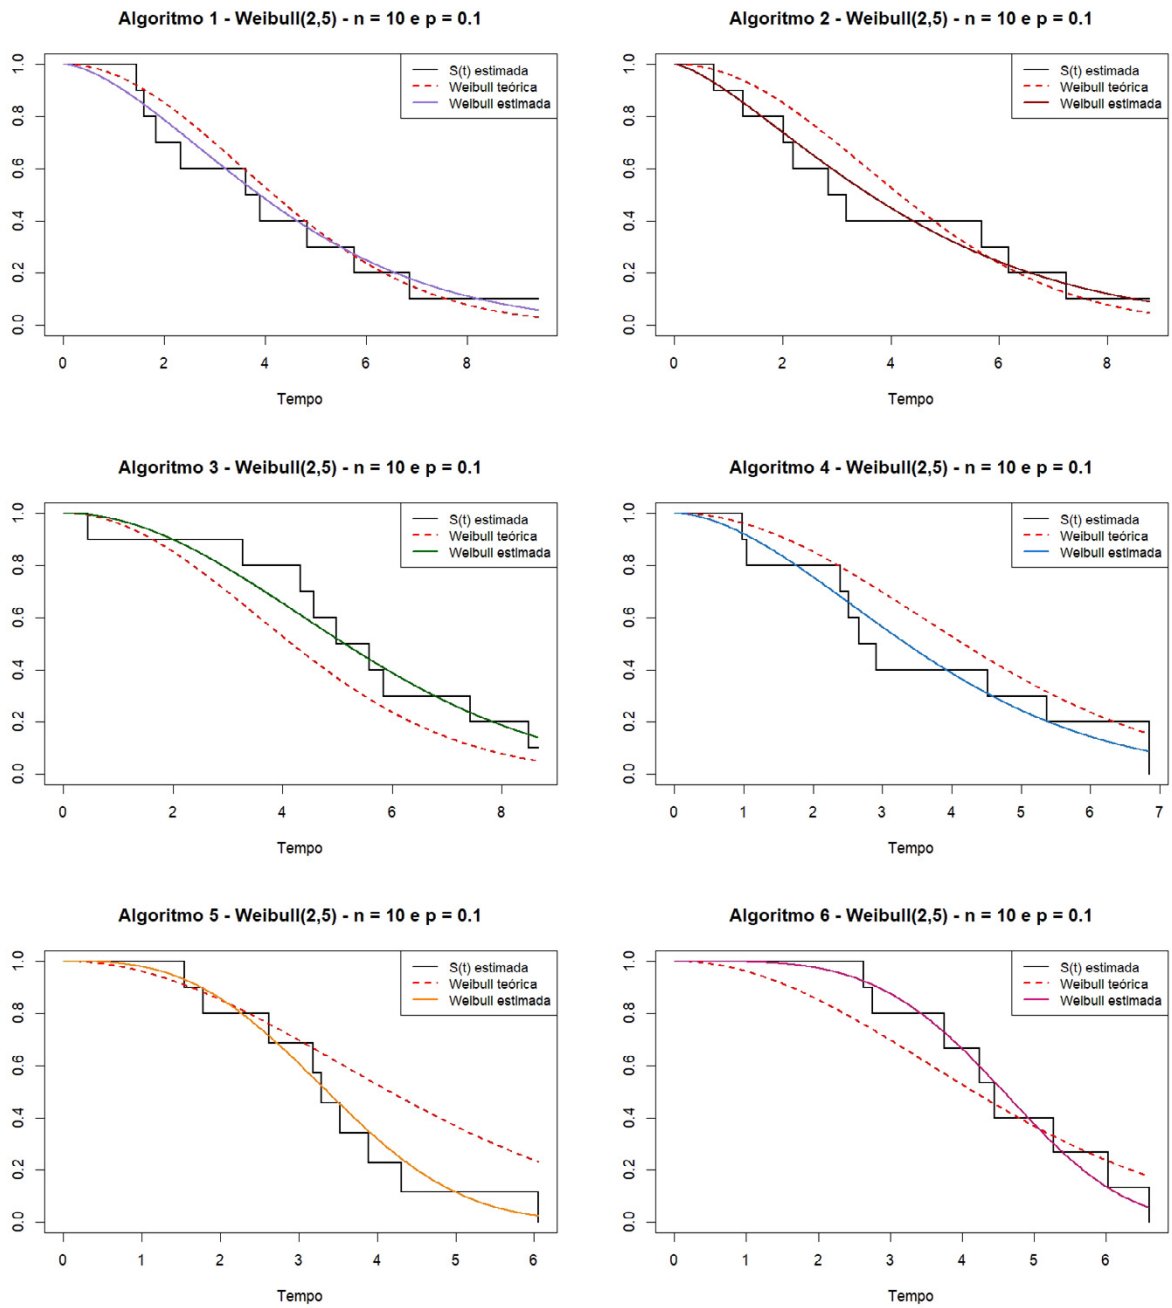 Algoritmo 1 - Weibull(2,5) - n = 10 e p = 0.1
S(t) estimada
Weibull teórica
Weibull estimada
1.0
0.8
0.6
0.4
0.2
0.0
0 2 4 6 8
Tempo
Algoritmo 2 - Weibull(2,5) - n = 10 e p = 0.1
S(t) estimada
Weibull teórica
Weibull estimada
1.0
0.8
0.6
0.4
0.2
0.0
0 2 4 6 8
Tempo
Algoritmo 3 - Weibull(2,5) - n = 10 e p = 0.1
S(t) estimada
Weibull teórica
Weibull estimada
1.0
0.8
0.6
0.4
0.2
0.0
0 2 4 6 8
Tempo
Algoritmo 4 - Weibull(2,5) - n = 10 e p = 0.1
S(t) estimada
Weibull teórica
Weibull estimada
1.0
0.8
0.6
0.4
0.2
0.0
0 1 2 3 4 5 6 7
Tempo
Algoritmo 5 - Weibull(2,5) - n = 10 e p = 0.1
S(t) estimada
Weibull teórica
Weibull estimada
1.0
0.8
0.6
0.4
0.2
0.0
0 1 2 3 4 5 6
Tempo
Algoritmo 6 - Weibull(2,5) - n = 10 e p = 0.1
S(t) estimada
Weibull teórica
Weibull estimada
1.0
0.8
0.6
0.4
0.2
0.0
0 1 2 3 4 5 6
Tempo